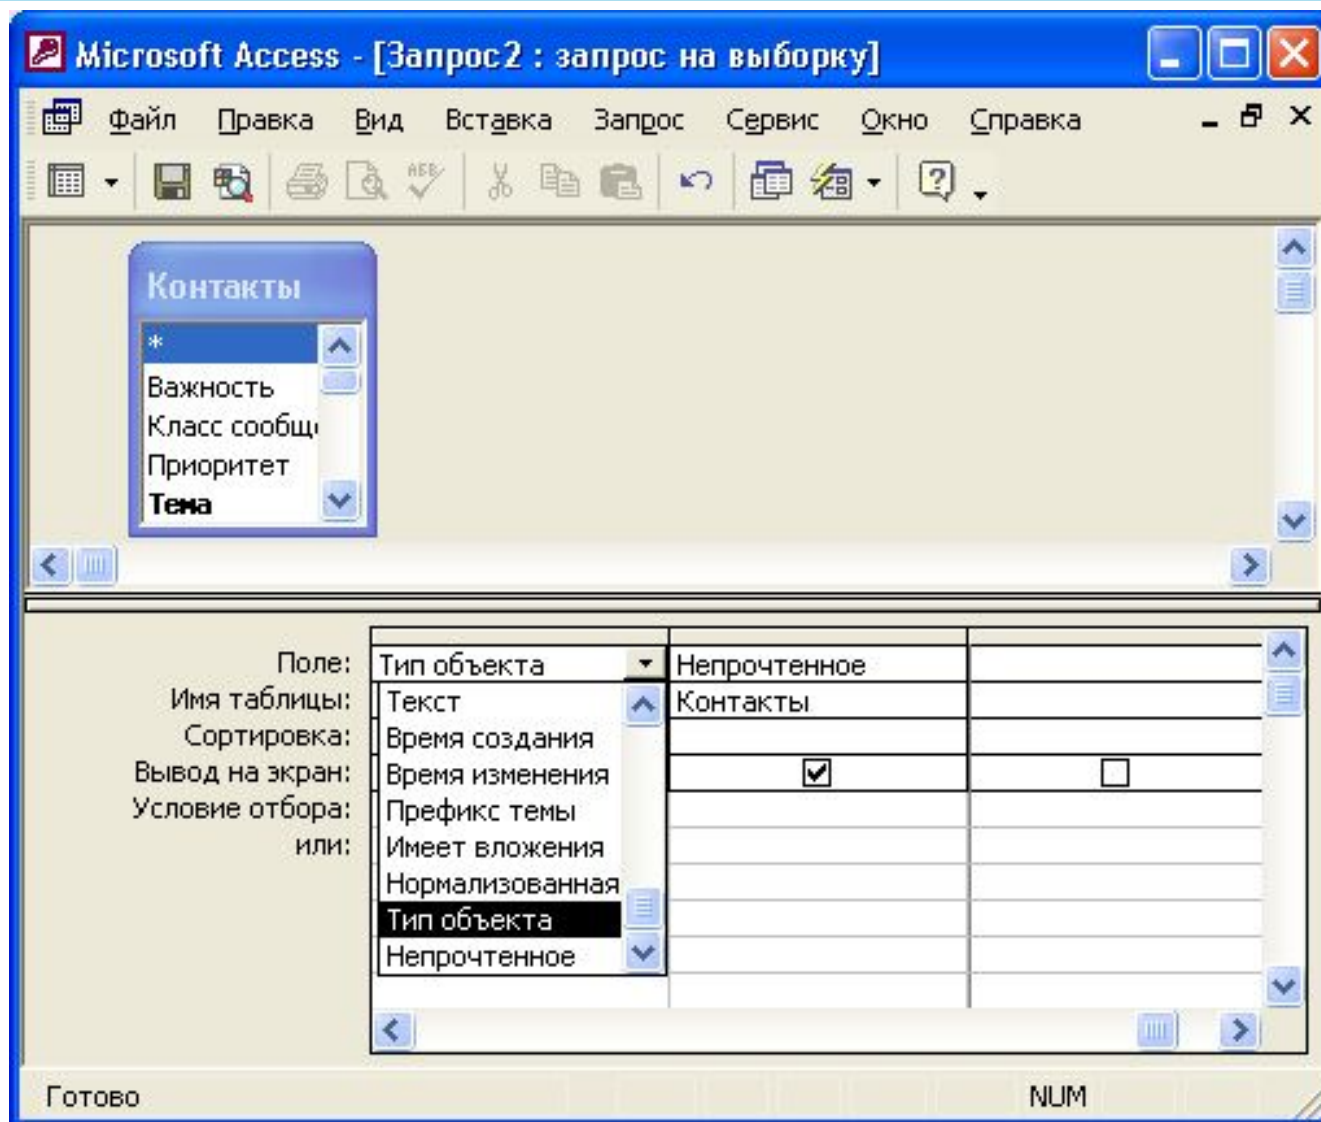 Microsoft Access - [Запрос2 : запрос на выборку]
Файл Правка Вид Вставка Запрос Сервис Окно Справка
Контакты
*
Важность
Класс сообщ
Приоритет
Тема
Поле: Тип объекта Непрочтенное
Имя таблицы: Текст Контакты
Сортировка: Время создания
Вывод на экран: Время изменения
Условие отбора: Префикс темы
или: Имеет вложения
Нормализованная
Тип объекта
Непрочтенное
Готово NUM